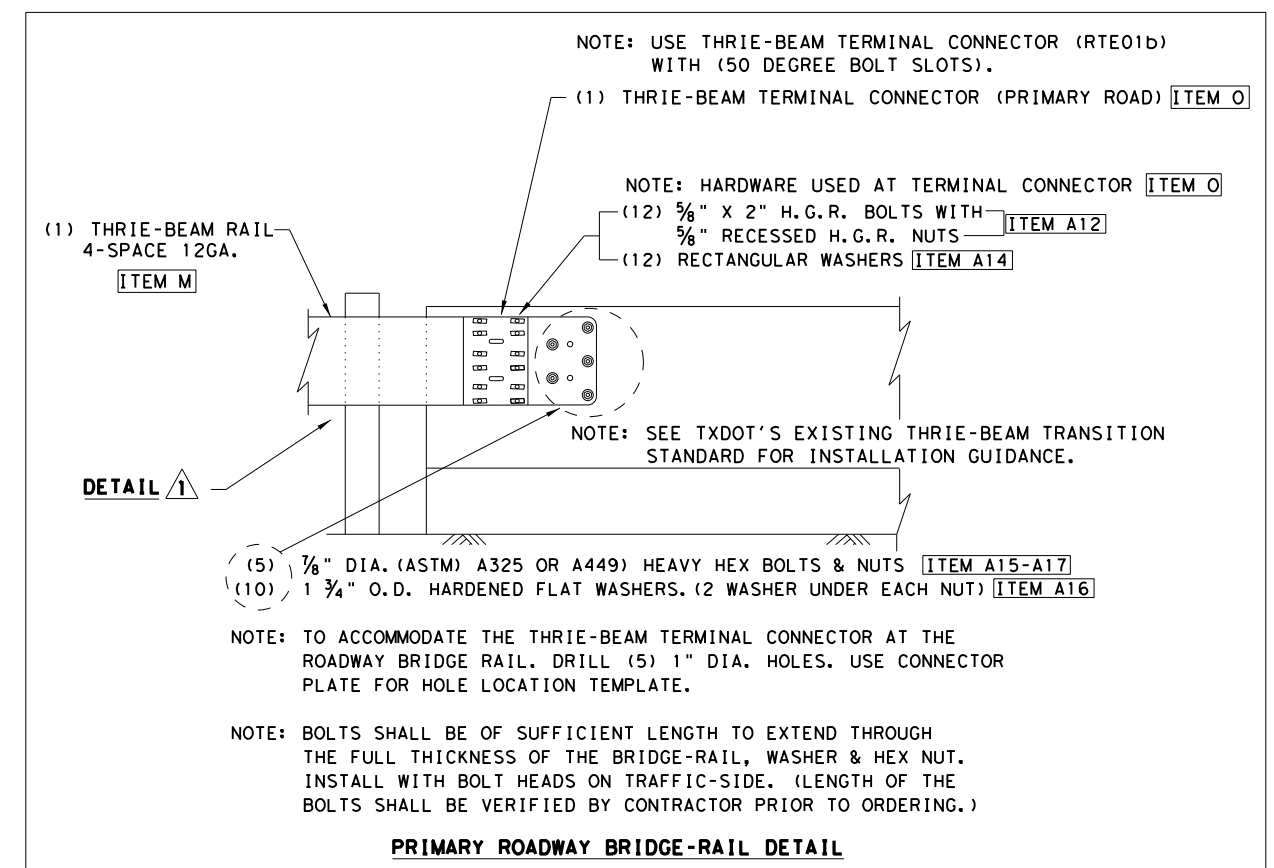 NOTE: USE THRIE-BEAM TERMINAL CONNECTOR (RTE01b)
WITH (50 DEGREE BOLT SLOTS).
(1) THRIE-BEAM TERMINAL CONNECTOR (PRIMARY ROAD) ITEM O
NOTE: HARDWARE USED AT TERMINAL CONNECTOR ITEM O
(12) 5/8" X 2" H.G.R. BOLTS WITH
5/8" RECESSED H.G.R. NUTS
ITEM A12
(12) RECTANGULAR WASHERS ITEM A14
(1) THRIE-BEAM RAIL
4-SPACE 12GA.
ITEM M
NOTE: SEE TXDOT'S EXISTING THRIE-BEAM TRANSITION
STANDARD FOR INSTALLATION GUIDANCE.
DETAIL 1
(5) 7/8" DIA.(ASTM) A325 OR A449) HEAVY HEX BOLTS & NUTS ITEM A15-A17
(10) 1 3/4" O.D. HARDENED FLAT WASHERS.(2 WASHER UNDER EACH NUT) ITEM A16
NOTE: TO ACCOMMODATE THE THRIE-BEAM TERMINAL CONNECTOR AT THE
ROADWAY BRIDGE RAIL. DRILL (5) 1" DIA. HOLES. USE CONNECTOR
PLATE FOR HOLE LOCATION TEMPLATE.
NOTE: BOLTS SHALL BE OF SUFFICIENT LENGTH TO EXTEND THROUGH
THE FULL THICKNESS OF THE BRIDGE-RAIL, WASHER & HEX NUT.
INSTALL WITH BOLT HEADS ON TRAFFIC-SIDE. (LENGTH OF THE
BOLTS SHALL BE VERIFIED BY CONTRACTOR PRIOR TO ORDERING.)
PRIMARY ROADWAY BRIDGE-RAIL DETAIL